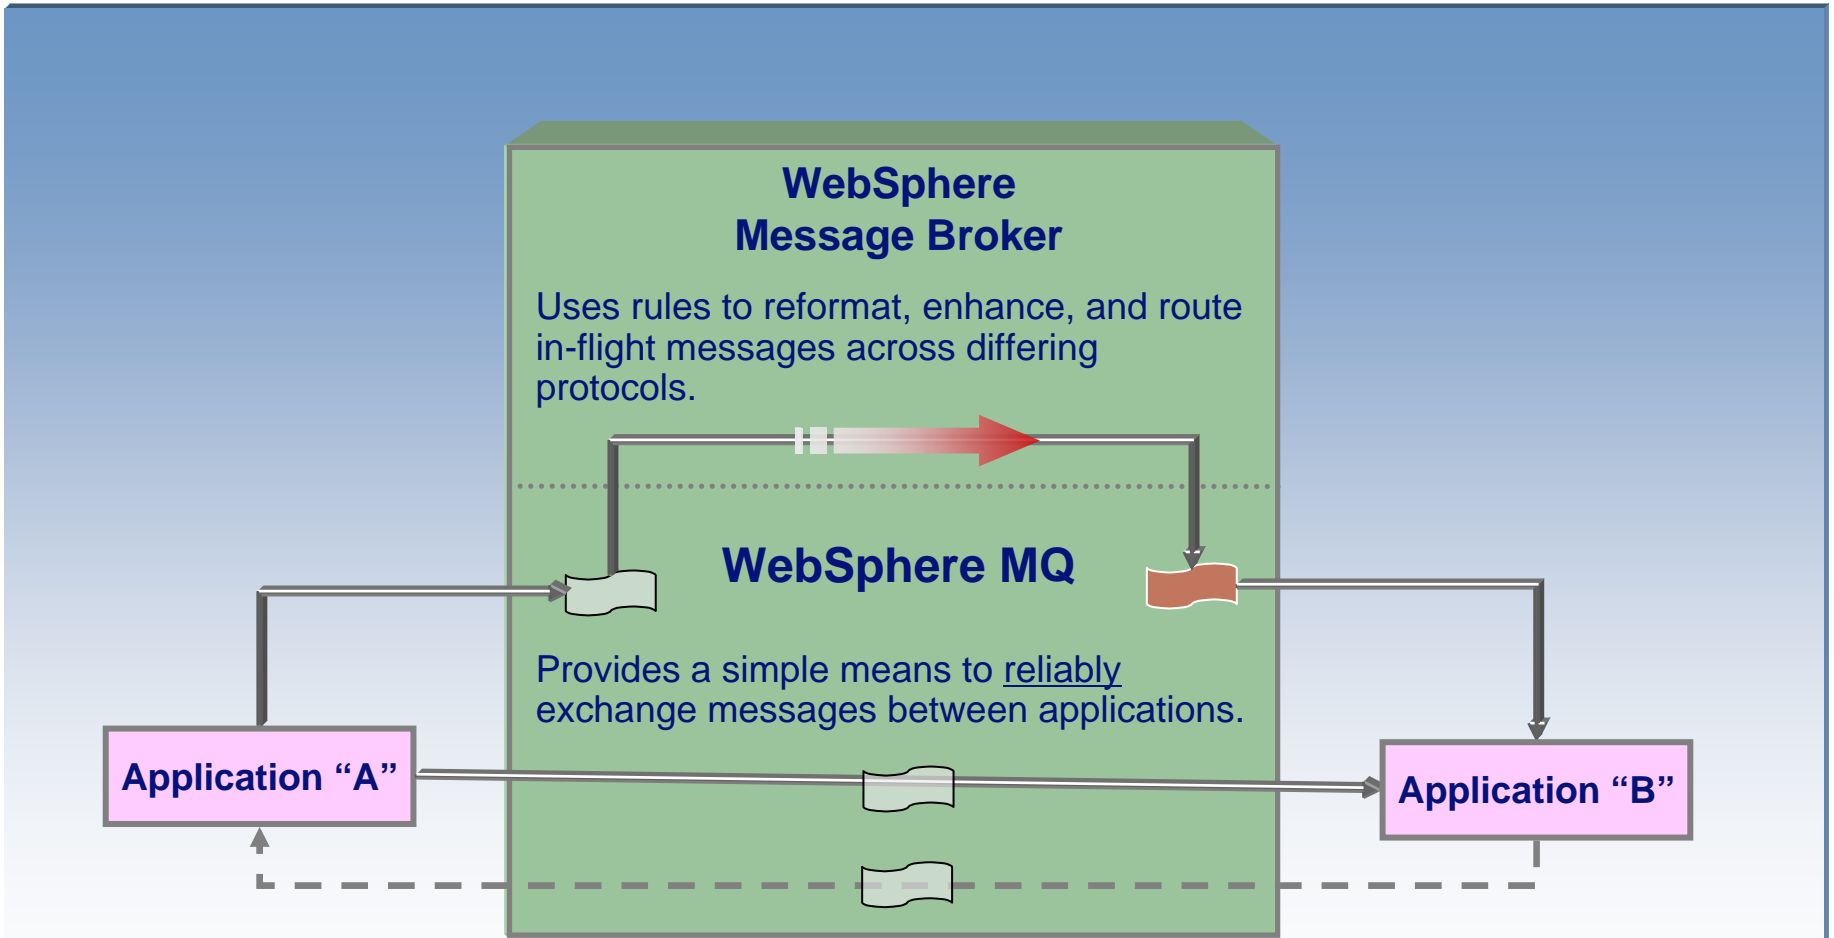 WebSphere
Message Broker
Uses rules to reformat, enhance, and route
in-flight messages across differing
protocols.
WebSphere MQ
Provides a simple means to reliably
exchange messages between applications.
Application “A”
Application “B”